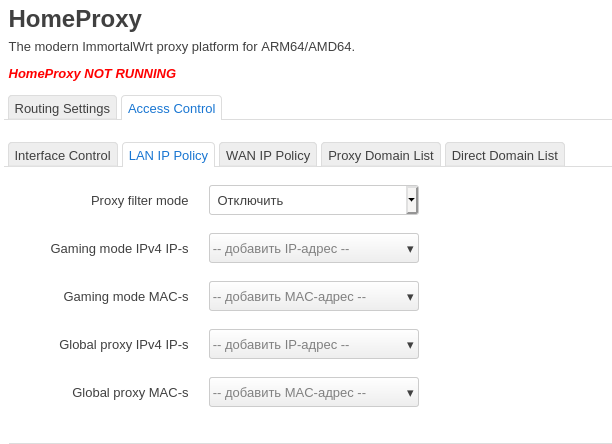 HomeProxy
The modern ImmortalWrt proxy platform for ARM64/AMD64.
HomeProxy NOT RUNNING
Routing Settings Access Control
Interface Control LAN IP Policy WAN IP Policy Proxy Domain List Direct Domain List
Proxy filter mode Отключить
Gaming mode IPv4 IP-s -- добавить IP-адрес --
Gaming mode MAC-s -- добавить MAC-адрес --
Global proxy IPv4 IP-s -- добавить IP-адрес --
Global proxy MAC-s -- добавить MAC-адрес --